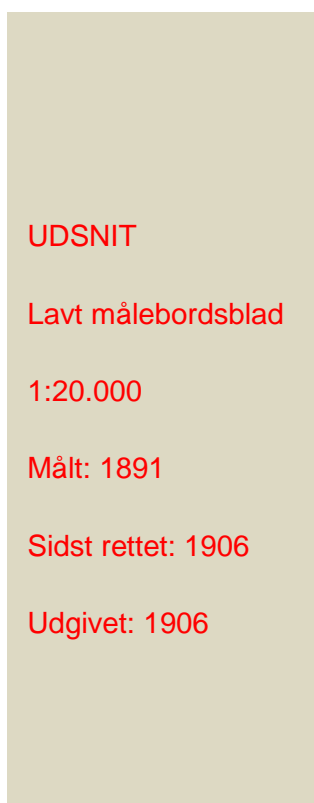 UDSNIT
Lavt målebordsblad
1:20.000
Målt: 1891
Sidst rettet: 1906
Udgivet: 1906